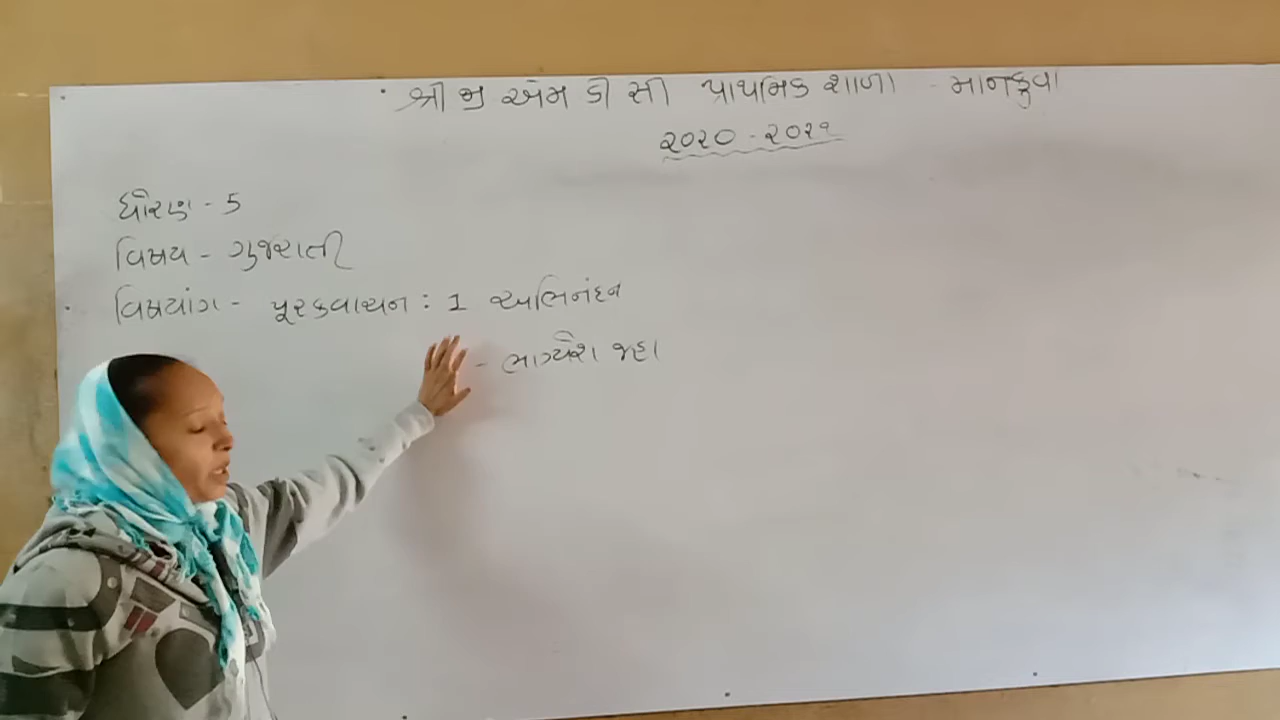 શ્રી જી એમ ડી સી પ્રાથમિક શાળા - માનકુવા
૨૦૨૦ - ૨૦૨૧
ધોરણ - 5
વિષય - ગુજરાતી
વિષયાંગ - પૂરકવાચન : 1 અભિનંદન
- ભાગ્યેશ જહા